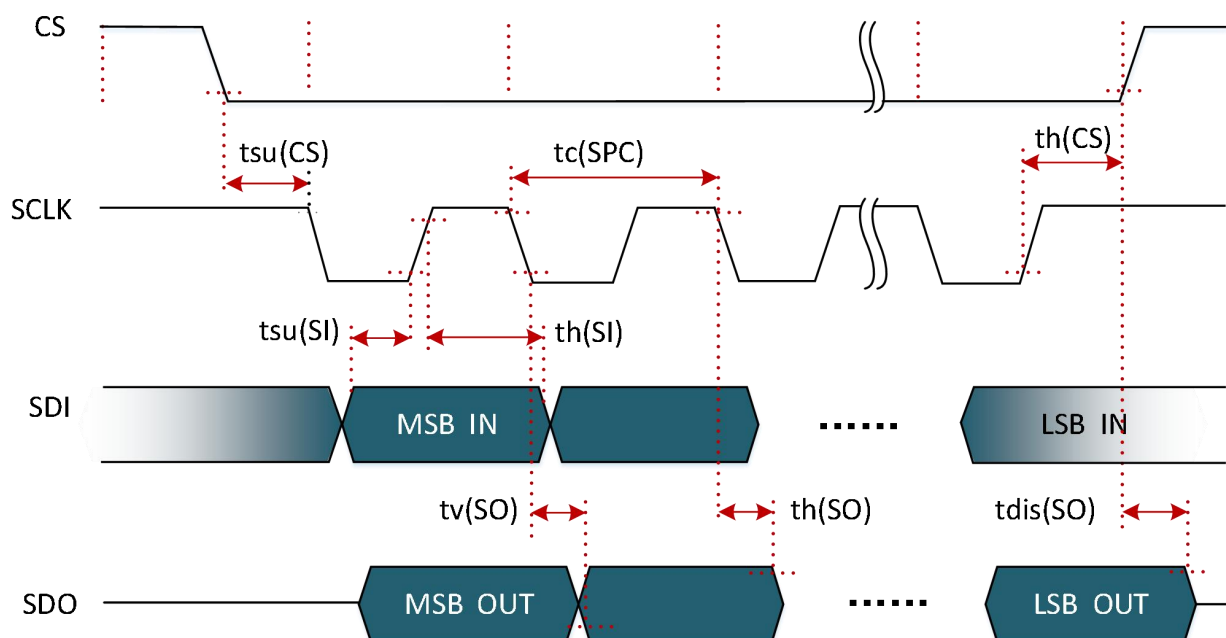 CS
tsu(CS)
tc(SPC)
th(CS)
SCLK
tsu(SI)
th(SI)
SDI
MSB IN
......
LSB IN
tv(SO)
th(SO)
tdis(SO)
SDO
MSB OUT
......
LSB OUT